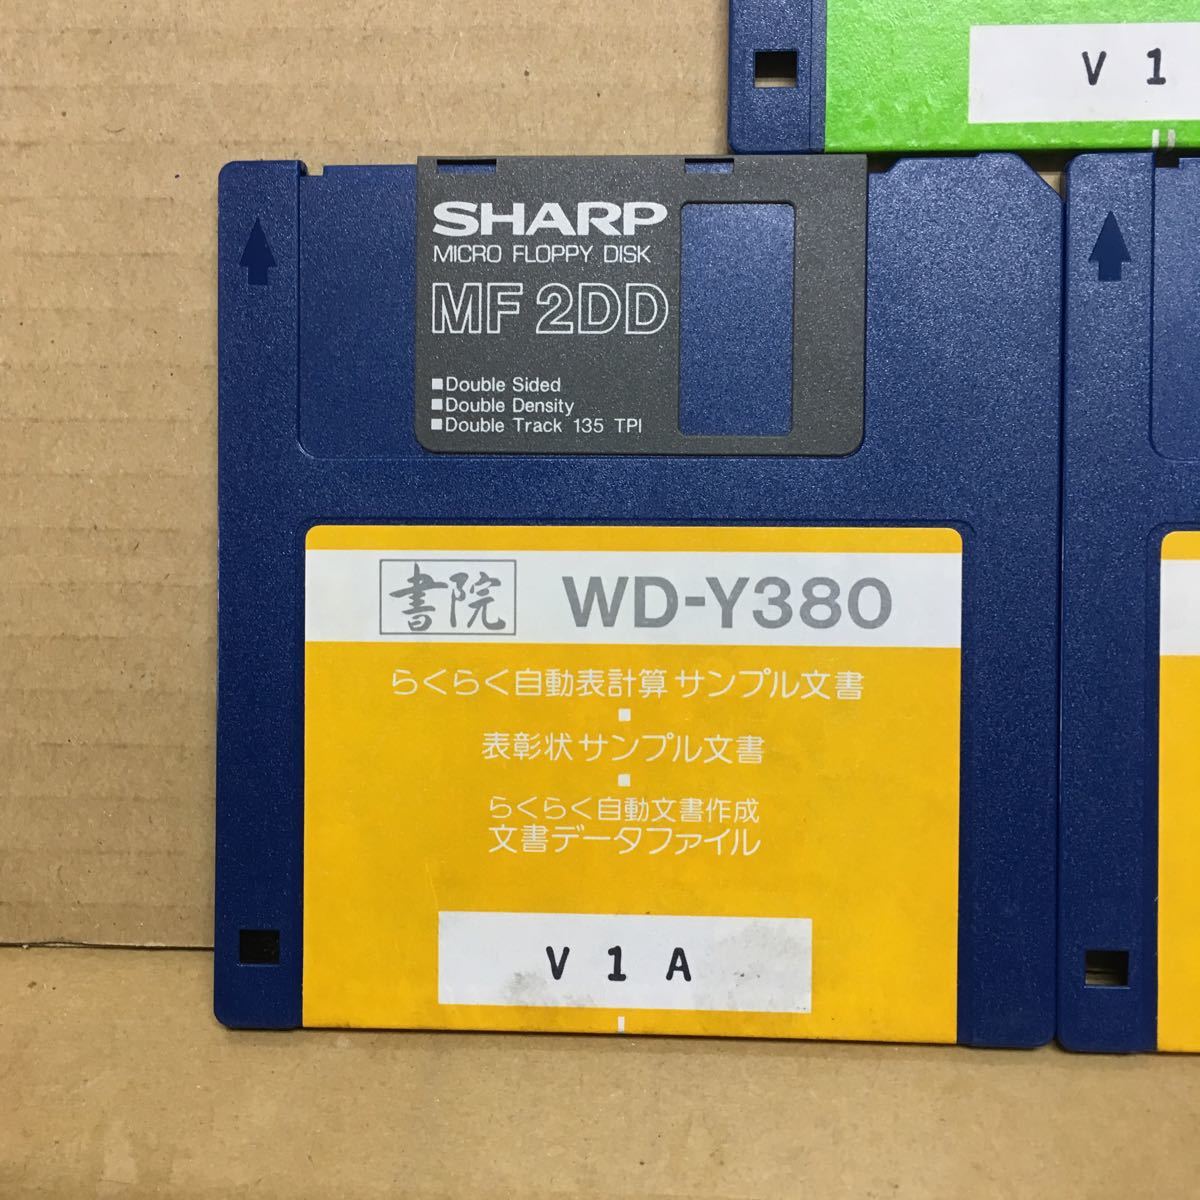 V 1
SHARP
MICRO FLOPPY DISK
MF 2DD
■Double Sided
■Double Density
■Double Track 135 TPI
書院 WD-Y380
らくらく自動表計算サンプル文書
■
表彰状サンプル文書
■
らくらく自動文書作成
文書データファイル
V 1 A